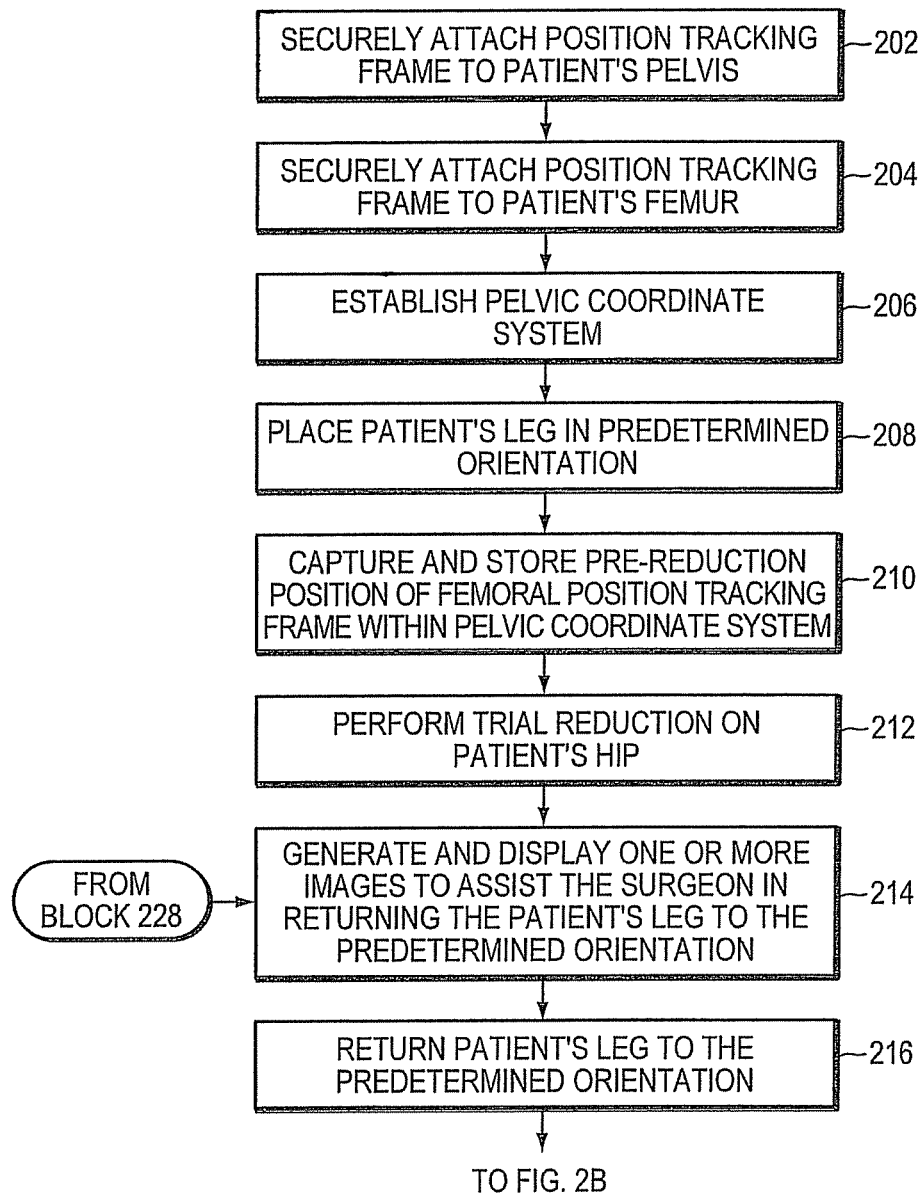 SECURELY ATTACH POSITION TRACKING
FRAME TO PATIENT'S PELVIS
202
SECURELY ATTACH POSITION TRACKING
FRAME TO PATIENT'S FEMUR
204
ESTABLISH PELVIC COORDINATE
SYSTEM
206
PLACE PATIENT'S LEG IN PREDETERMINED
ORIENTATION
208
CAPTURE AND STORE PRE-REDUCTION
POSITION OF FEMORAL POSITION TRACKING
FRAME WITHIN PELVIC COORDINATE SYSTEM
210
PERFORM TRIAL REDUCTION ON
PATIENT'S HIP
212
FROM
BLOCK 228
GENERATE AND DISPLAY ONE OR MORE
IMAGES TO ASSIST THE SURGEON IN
RETURNING THE PATIENT'S LEG TO THE
PREDETERMINED ORIENTATION
214
RETURN PATIENT'S LEG TO THE
PREDETERMINED ORIENTATION
216
TO FIG. 2B